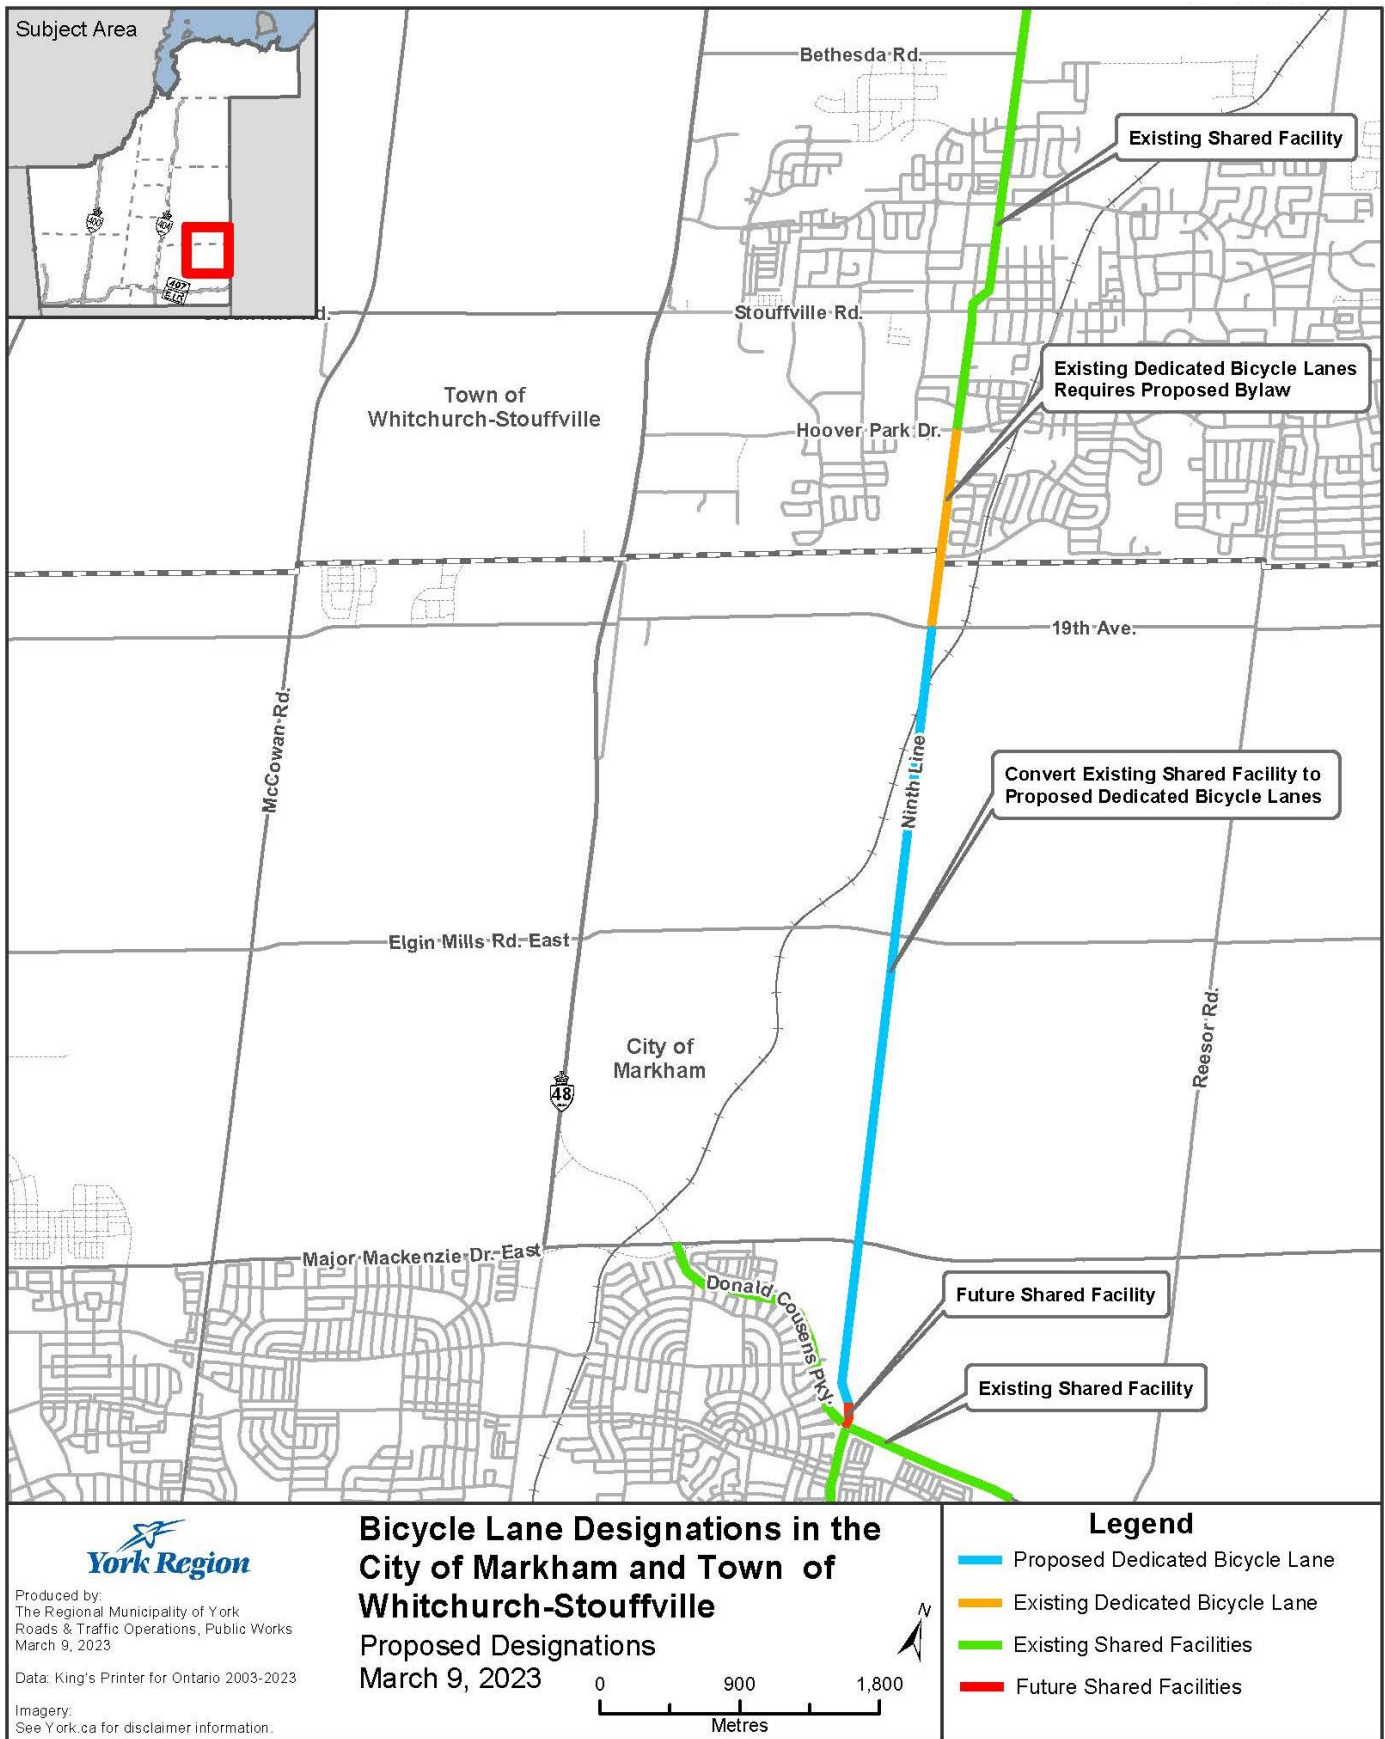 Subject Area
400
404
407
ETR
Bethesda Rd.
Existing Shared Facility
Rd.
Stouffville Rd.
Existing Dedicated Bicycle Lanes
Requires Proposed Bylaw
Town of
Whitchurch-Stouffville
Hoover Park Dr.
19th Ave.
McCowan Rd.
Ninth Line
Convert Existing Shared Facility to
Proposed Dedicated Bicycle Lanes
Elgin Mills Rd. East
Reesor Rd.
City of
Markham
48
Major Mackenzie Dr. East
Donald Cousens Pky.
Future Shared Facility
Existing Shared Facility
York Region
Produced by:
The Regional Municipality of York
Roads & Traffic Operations, Public Works
March 9, 2023
Data: King's Printer for Ontario 2003-2023
Imagery:
See York.ca for disclaimer information.
Bicycle Lane Designations in the
City of Markham and Town of
Whitchurch-Stouffville
Proposed Designations
March 9, 2023
N
0 900 1,800
Metres
Legend
Proposed Dedicated Bicycle Lane
Existing Dedicated Bicycle Lane
Existing Shared Facilities
Future Shared Facilities